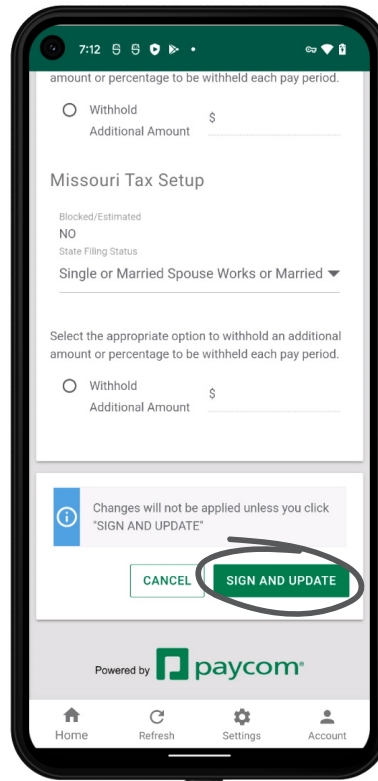 7:12
amount or percentage to be withheld each pay period.
Withhold
Additional Amount
$
Missouri Tax Setup
Blocked/Estimated
NO
State Filing Status
Single or Married Spouse Works or Married
Select the appropriate option to withhold an additional
amount or percentage to be withheld each pay period.
Withhold
Additional Amount
$
Changes will not be applied unless you click
"SIGN AND UPDATE"
CANCEL
SIGN AND UPDATE
Powered by paycom®
Home
Refresh
Settings
Account